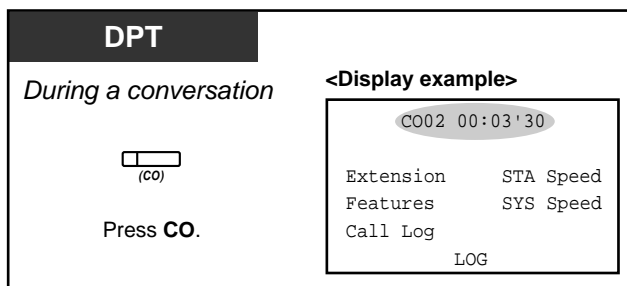 DPT
During a conversation
(CO)
Press CO.
<Display example>
CO02 00:03'30
Extension STA Speed
Features SYS Speed
Call Log
LOG